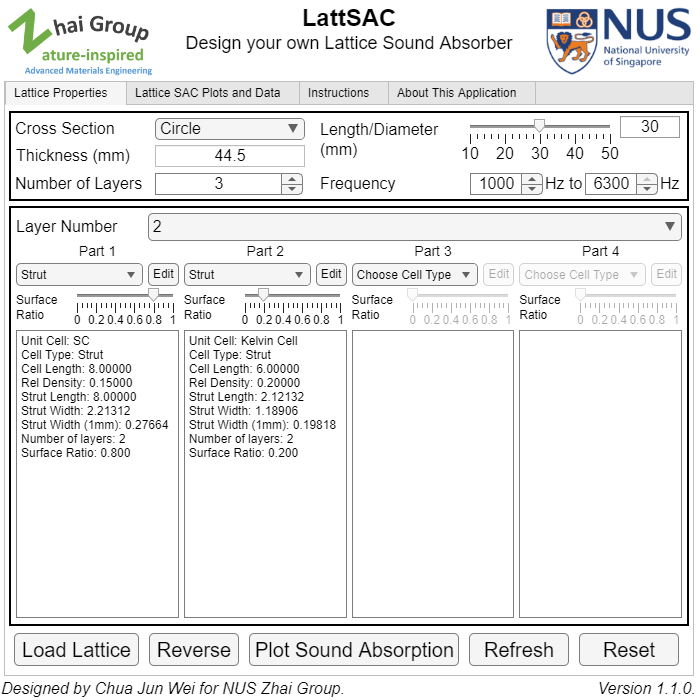 Zhai Group
ature-inspired
Advanced Materials Engineering
LattSAC
Design your own Lattice Sound Absorber
NUS
National University
of Singapore
Lattice Properties
Lattice SAC Plots and Data
Instructions
About This Application
Cross Section
Circle
Length/Diameter
(mm)
10 20 30 40 50
30
Thickness (mm)
44.5
Number of Layers
3
Frequency
1000 Hz to 6300 Hz
Layer Number
2
Part 1
Part 2
Part 3
Part 4
Strut Edit
Strut Edit
Choose Cell Type Edit
Choose Cell Type Edit
Surface
Ratio
0 0.2 0.4 0.6 0.8 1
Surface
Ratio
0 0.2 0.4 0.6 0.8 1
Surface
Ratio
0 0.2 0.4 0.6 0.8 1
Surface
Ratio
0 0.2 0.4 0.6 0.8 1
Unit Cell: SC
Cell Type: Strut
Cell Length: 8.00000
Rel Density: 0.15000
Strut Length: 8.00000
Strut Width: 2.21312
Strut Width (1mm): 0.27664
Number of layers: 2
Surface Ratio: 0.800
Unit Cell: Kelvin Cell
Cell Type: Strut
Cell Length: 6.00000
Rel Density: 0.20000
Strut Length: 2.12132
Strut Width: 1.18906
Strut Width (1mm): 0.19818
Number of layers: 2
Surface Ratio: 0.200
Load Lattice
Reverse
Plot Sound Absorption
Refresh
Reset
Designed by Chua Jun Wei for NUS Zhai Group.
Version 1.1.0